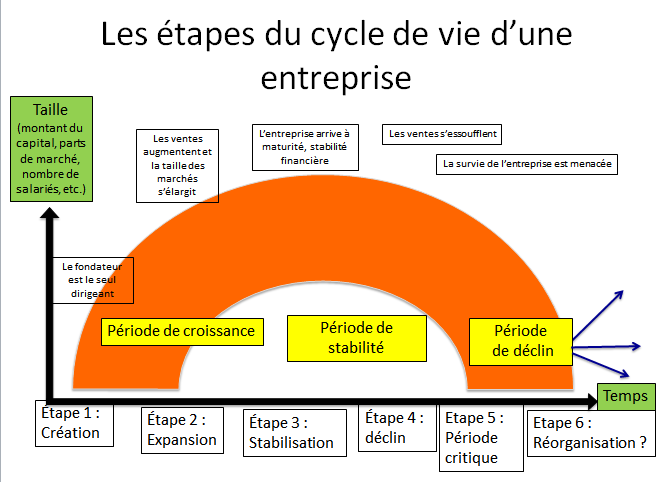 Les étapes du cycle de vie d’une
entreprise
Taille
(montant du
capital, parts
de marché,
nombre de
salariés, etc.)
Les ventes
augmentent et
la taille des
marchés
s’élargit
L’entreprise arrive à
maturité, stabilité
financière
Les ventes s’essoufflent
La survie de l’entreprise est menacée
Le fondateur
est le seul
dirigeant
Période de croissance
Période de
stabilité
Période
de déclin
Temps
Étape 1 :
Création
Étape 2 :
Expansion
Étape 3 :
Stabilisation
Étape 4 :
déclin
Étape 5 :
Période
critique
Etape 6 :
Réorganisation ?